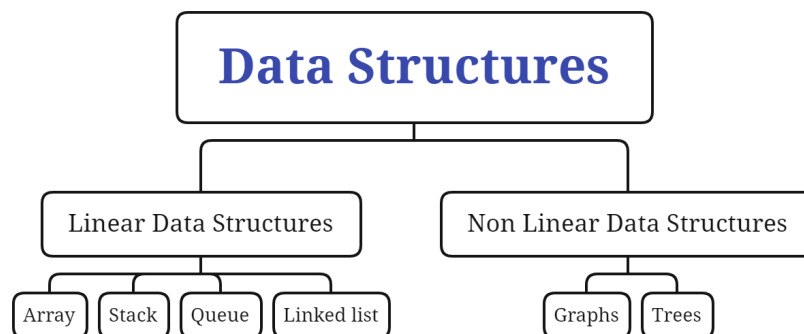 Data Structures
Linear Data Structures
Non Linear Data Structures
Array
Stack
Queue
Linked list
Graphs
Trees